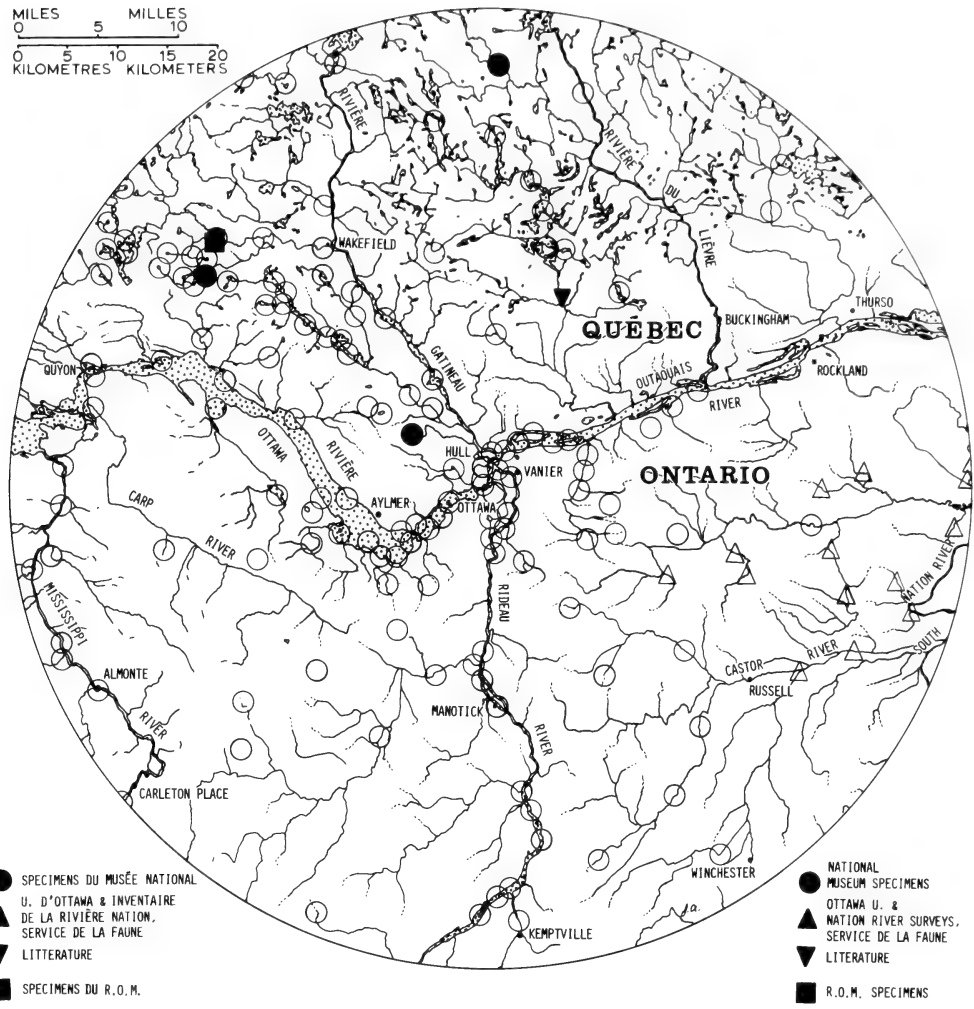 MILES MILLES
0 5 10
0 5 10 15 20
KILOMETRES KILOMETERS
RIVIÈRE
RIVIÈRE
DU
LIÈVRE
WAKEFIELD
THURSO
BUCKINGHAM
QUÉBEC
GATINEAU
QUYON
OUTAOUAIS
RIVER
ROCKLAND
OTTAWA
RIVIÈRE
HULL
VANIER
ONTARIO
AYLMER
OTTAWA
CARP
RIVER
RIDEAU
NATION RIVER
SOUTH
MISSISSIPPI
CASTOR
RIVER
RUSSELL
ALMONTE
RIVER
MANOTICK
RIVER
CARLETON PLACE
WINCHESTER
J.a.
KEMPTVILLE
SPECIMENS DU MUSÉE NATIONAL
U. D'OTTAWA & INVENTAIRE
DE LA RIVIÈRE NATION,
SERVICE DE LA FAUNE
LITTERATURE
SPECIMENS DU R.O.M.
NATIONAL
MUSEUM SPECIMENS
OTTAWA U. &
NATION RIVER SURVEYS,
SERVICE DE LA FAUNE
LITERATURE
R.O.M. SPECIMENS